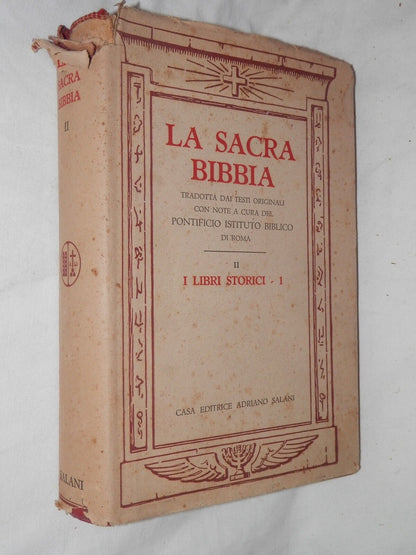 LA
SACRA
BIBBIA
II
SALANI
LA SACRA
BIBBIA
TRADOTTA DAI TESTI ORIGINALI
CON NOTE A CURA DEL
PONTIFICIO ISTITUTO BIBLICO
DI ROMA
II
I LIBRI STORICI - 1
CASA EDITRICE ADRIANO SALANI